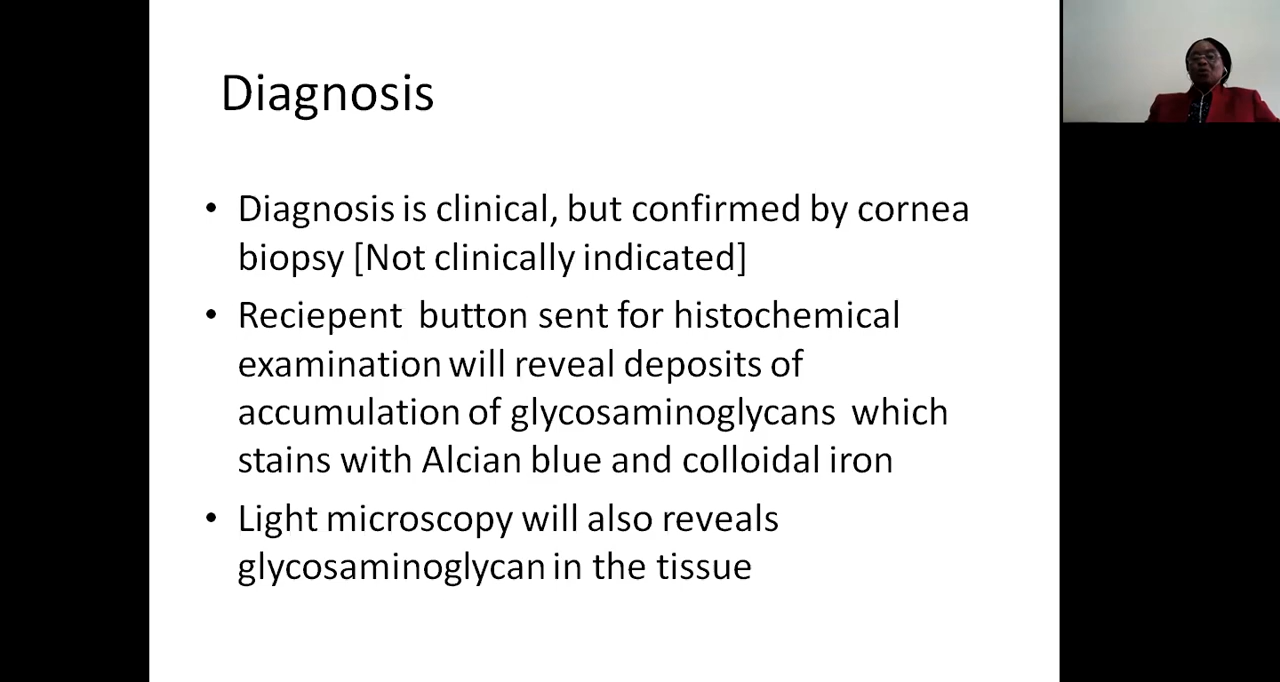 Diagnosis
• Diagnosis is clinical, but confirmed by cornea
biopsy [Not clinically indicated]
• Reciepent button sent for histochemical
examination will reveal deposits of
accumulation of glycosaminoglycans which
stains with Alcian blue and colloidal iron
• Light microscopy will also reveals
glycosaminoglycan in the tissue